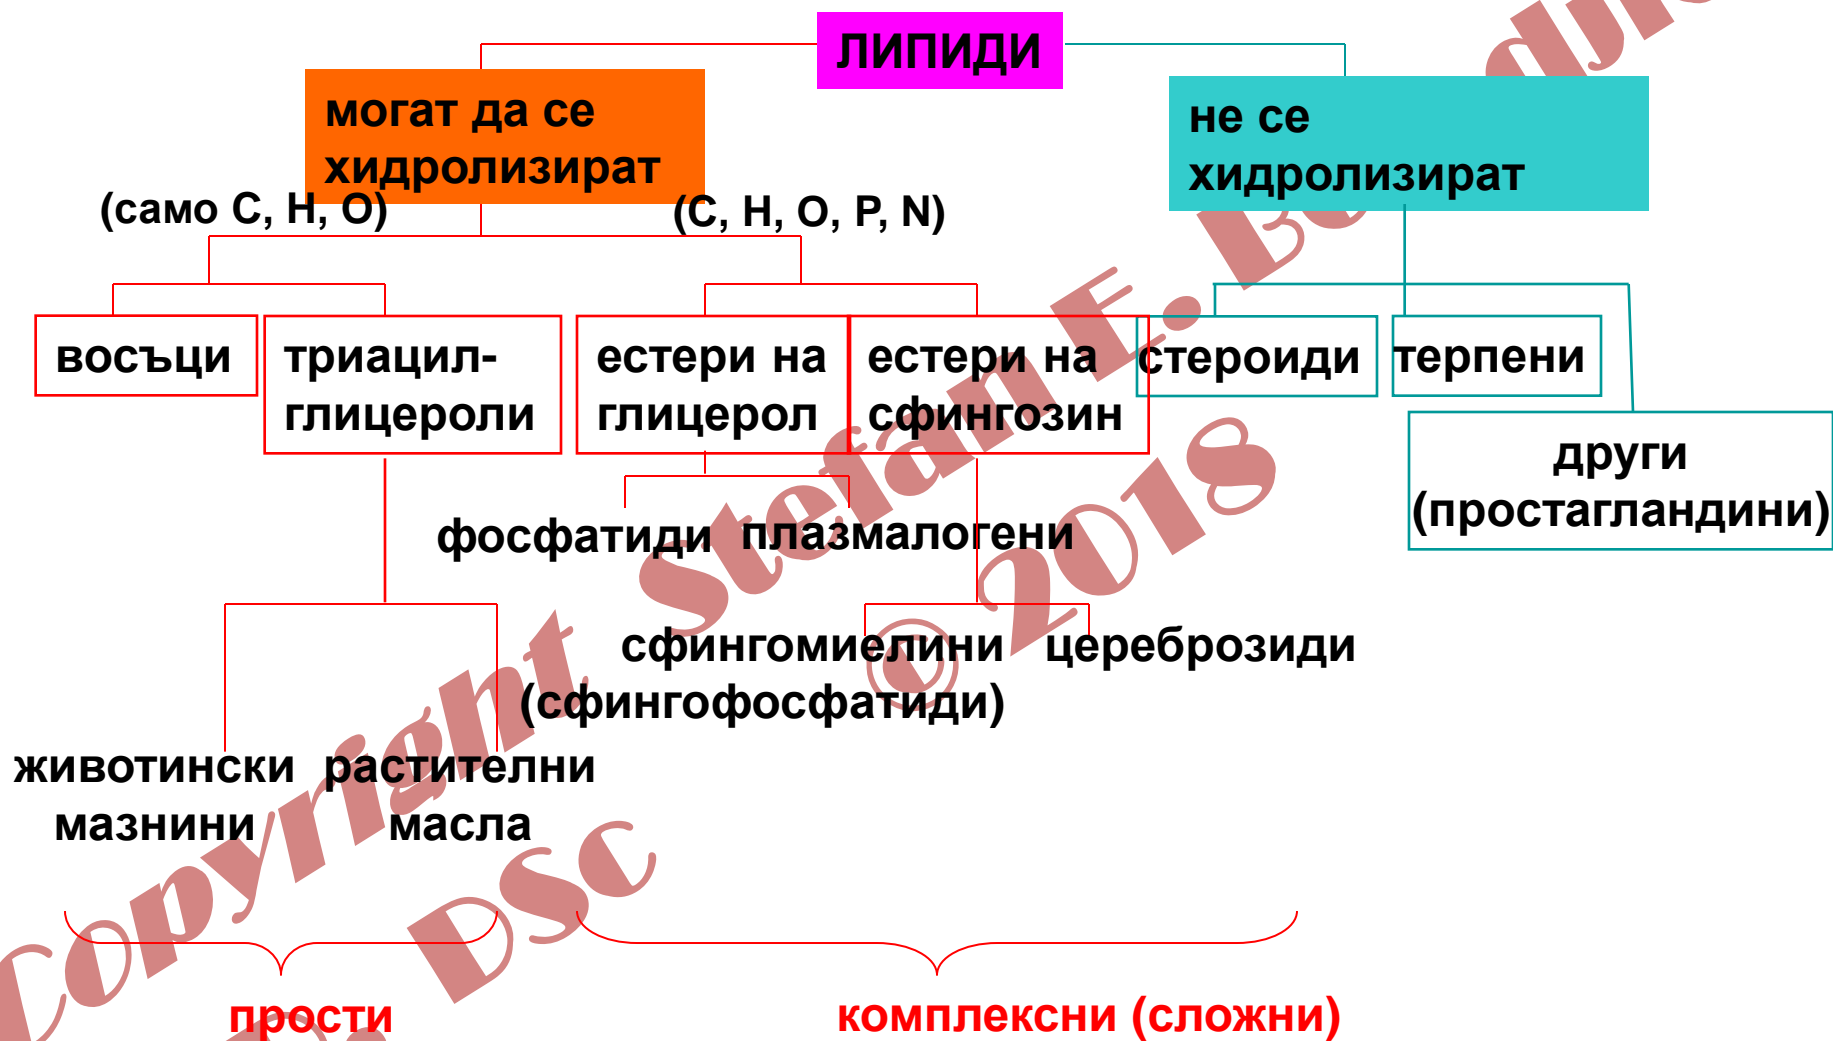 ЛИПИДИ
могат да се
хидролизират
не се
хидролизират
(само C, H, O)
(C, H, O, P, N)
восъци
триацил-
глицероли
естери на
глицерол
естери на
сфингозин
стероиди
терпени
други
(простагландини)
фосфатиди
плазмалогени
сфингомиелини
(сфингофосфатиди)
цереброзиди
животински
мазнини
растителни
масла
прости
комплексни (сложни)
Copyright Stefan E.
DSc
© 2018